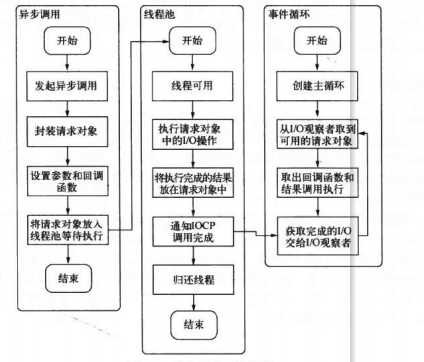 异步调用
开始
发起异步调用
封装请求对象
设置参数和回调
函数
将请求对象放入
线程池等待执行
结束
线程池
开始
线程可用
执行请求对象
中的I/O操作
将执行完成的结果
放在请求对象中
通知IOCP
调用完成
归还线程
结束
事件循环
开始
创建主循环
从I/O观察者取到
可用的请求对象
取出回调函数和
结果调用执行
获取完成的I/O
交给I/O观察者